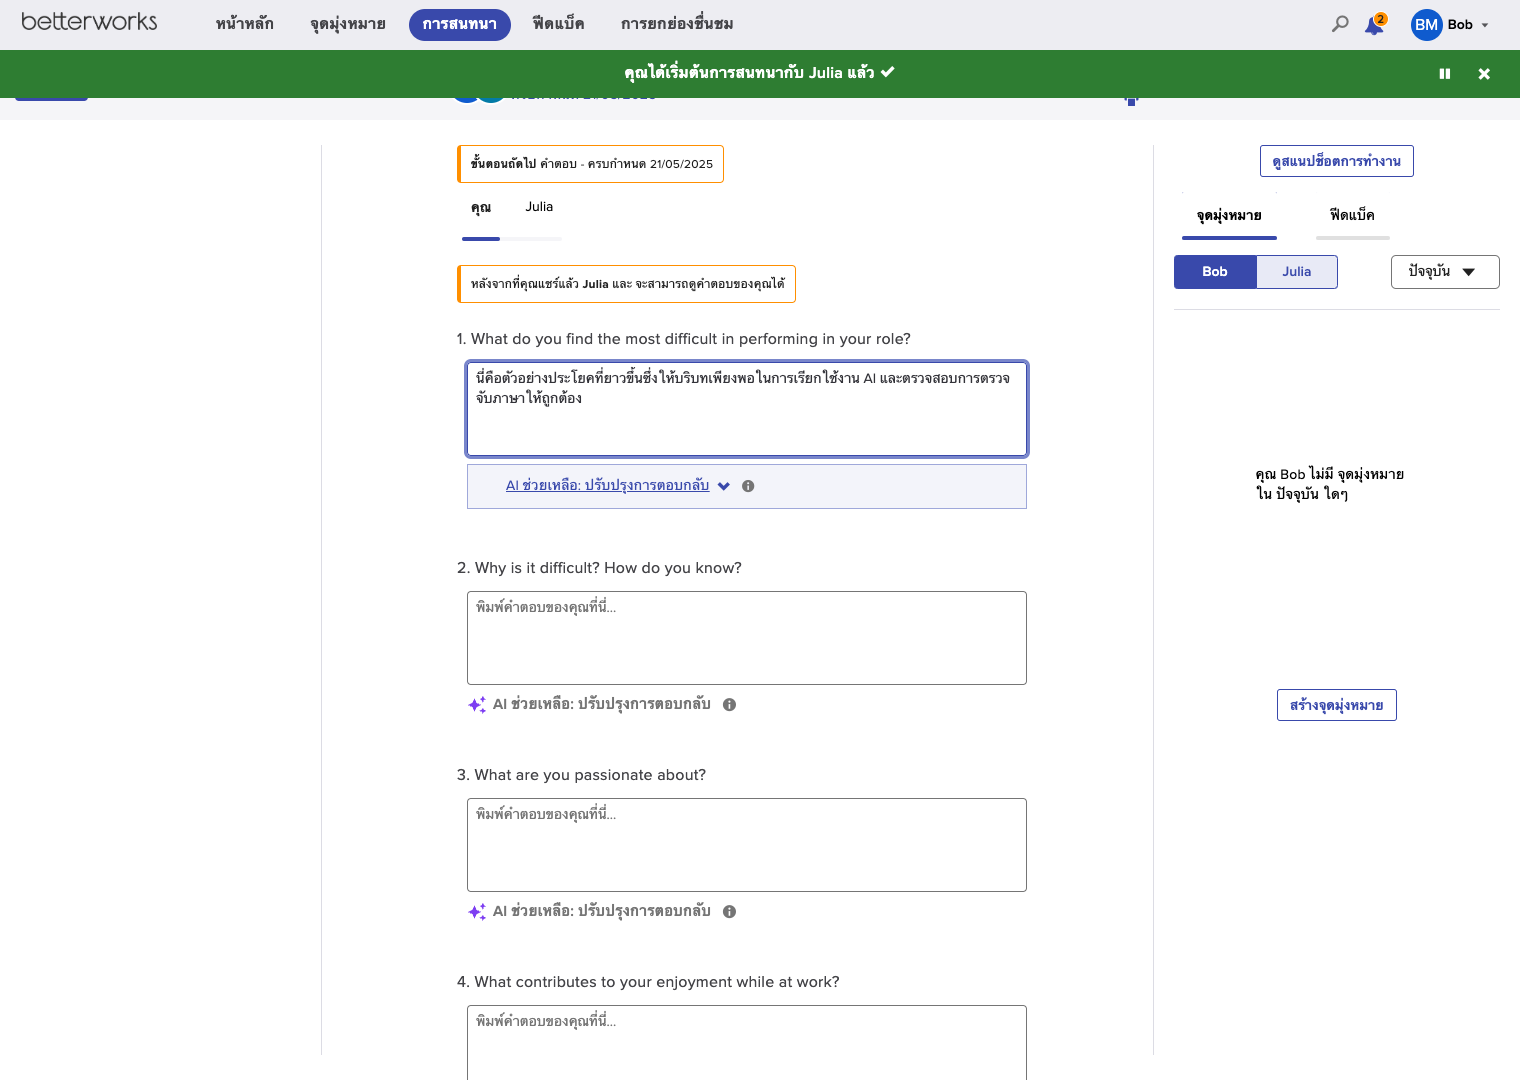 betterworks
หน้าหลัก จุดมุ่งหมาย การสนทนา ฟีดแบ็ค การยกย่องชื่นชม
2
BM Bob
คุณได้เริ่มต้นการสนทนากับ Julia แล้ว
ขั้นตอนถัดไป คำตอบ - ครบกำหนด 21/05/2025
คุณ Julia
หลังจากที่คุณแชร์แล้ว Julia และ จะสามารถดูคำตอบของคุณได้
1. What do you find the most difficult in performing in your role?
นี่คือตัวอย่างประโยคที่ยาวขึ้นซึ่งให้บริบทเพียงพอในการเรียกใช้งาน AI และตรวจสอบการตรวจ
จับภาษาให้ถูกต้อง
AI ช่วยเหลือ: ปรับปรุงการตอบกลับ
2. Why is it difficult? How do you know?
พิมพ์คำตอบของคุณที่นี่...
AI ช่วยเหลือ: ปรับปรุงการตอบกลับ
3. What are you passionate about?
พิมพ์คำตอบของคุณที่นี่...
AI ช่วยเหลือ: ปรับปรุงการตอบกลับ
4. What contributes to your enjoyment while at work?
พิมพ์คำตอบของคุณที่นี่...
ดูสแนปช็อตการทำงาน
จุดมุ่งหมาย ฟีดแบ็ค
Bob Julia ปัจจุบัน
คุณ Bob ไม่มี จุดมุ่งหมาย
ใน ปัจจุบัน ใดๆ
สร้างจุดมุ่งหมาย